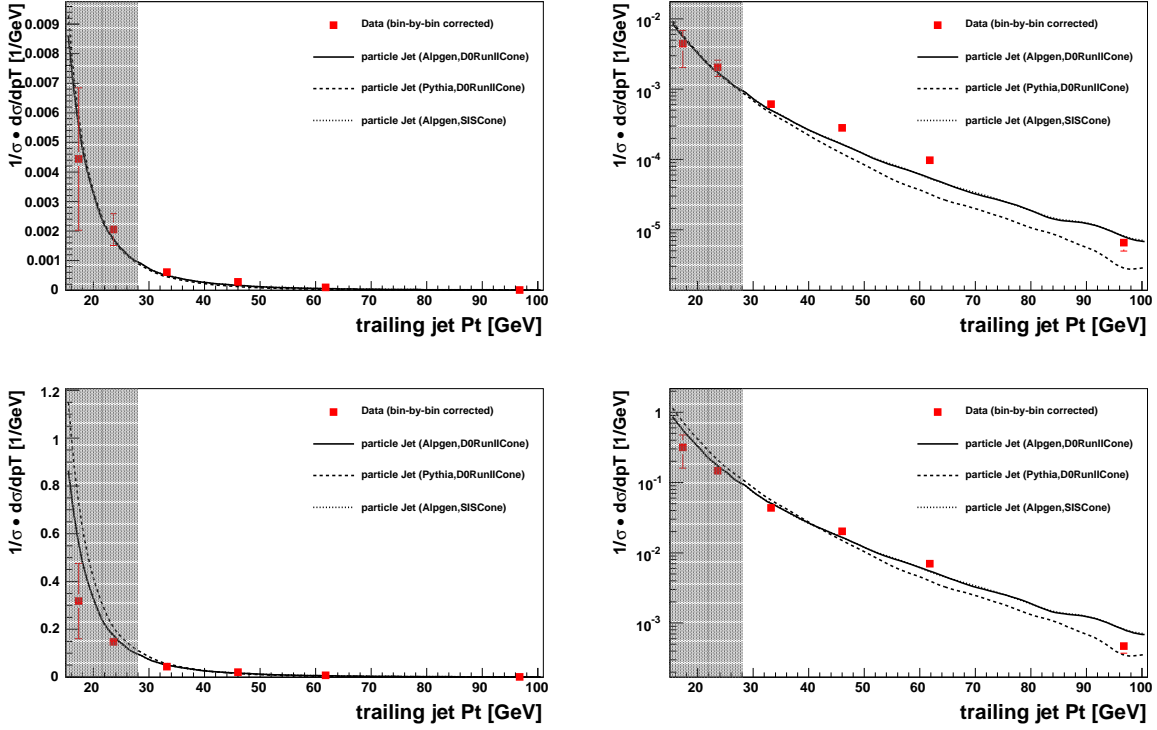 1/σ • dσ/dpT [1/GeV]
0.009
0.008
0.007
0.006
0.005
0.004
0.003
0.002
0.001
0
20 30 40 50 60 70 80 90 100
trailing jet Pt [GeV]
Data (bin-by-bin corrected)
particle Jet (Alpgen,D0RunIICone)
particle Jet (Pythia,D0RunIICone)
particle Jet (Alpgen,SISCone)
1/σ • dσ/dpT [1/GeV]
10-2
10-3
10-4
10-5
20 30 40 50 60 70 80 90 100
trailing jet Pt [GeV]
Data (bin-by-bin corrected)
particle Jet (Alpgen,D0RunIICone)
particle Jet (Pythia,D0RunIICone)
particle Jet (Alpgen,SISCone)
1/σ • dσ/dpT [1/GeV]
1.2
1
0.8
0.6
0.4
0.2
0
20 30 40 50 60 70 80 90 100
trailing jet Pt [GeV]
Data (bin-by-bin corrected)
particle Jet (Alpgen,D0RunIICone)
particle Jet (Pythia,D0RunIICone)
particle Jet (Alpgen,SISCone)
1/σ • dσ/dpT [1/GeV]
1
10-1
10-2
10-3
20 30 40 50 60 70 80 90 100
trailing jet Pt [GeV]
Data (bin-by-bin corrected)
particle Jet (Alpgen,D0RunIICone)
particle Jet (Pythia,D0RunIICone)
particle Jet (Alpgen,SISCone)